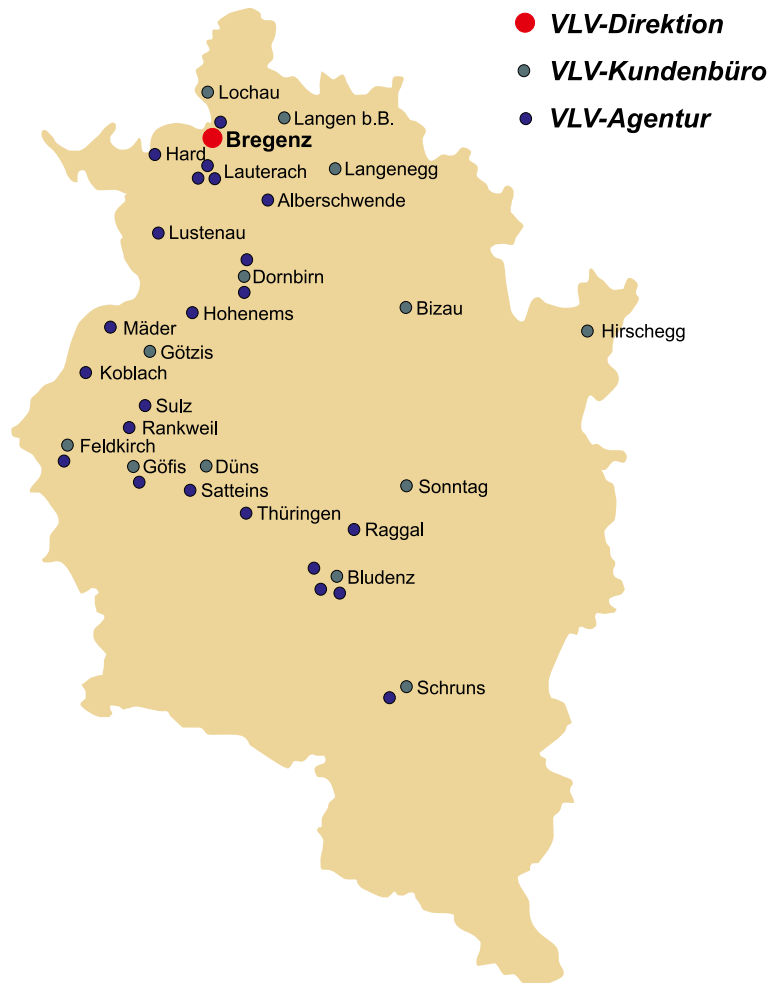 VLV-Direktion
VLV-Kundenbüro
VLV-Agentur
Lochau
Langen b.B.
Bregenz
Hard
Lauterach
Langenegg
Alberschwende
Lustenau
Dornbirn
Hohenems
Bizau
Mäder
Hirschegg
Götzis
Koblach
Sulz
Rankweil
Feldkirch
Göfis
Düns
Satteins
Sonntag
Thüringen
Raggal
Bludenz
Schruns